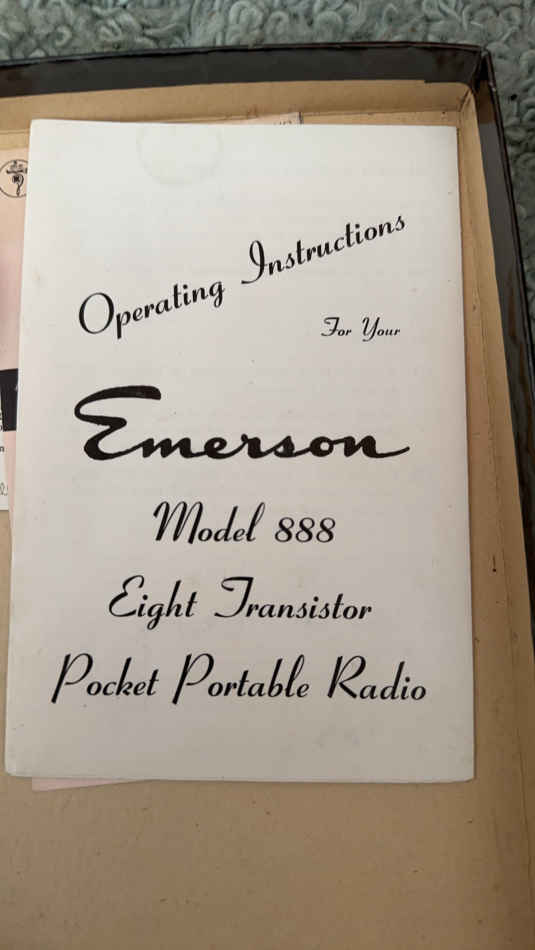 Operating Instructions
For Your
Emerson
Model 888
Eight Transistor
Pocket Portable Radio